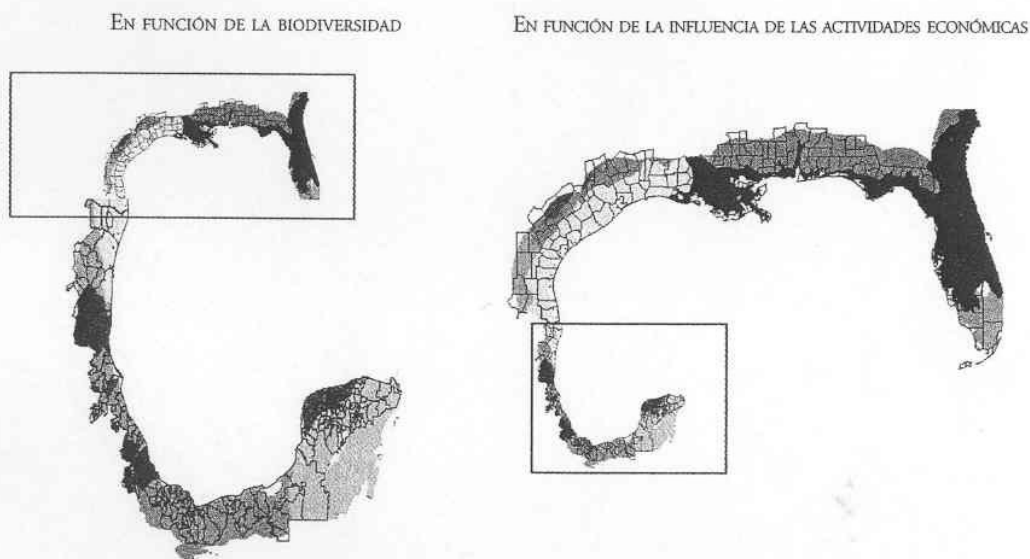 EN FUNCIÓN DE LA BIODIVERSIDAD
EN FUNCIÓN DE LA INFLUENCIA DE LAS ACTIVIDADES ECONÓMICAS